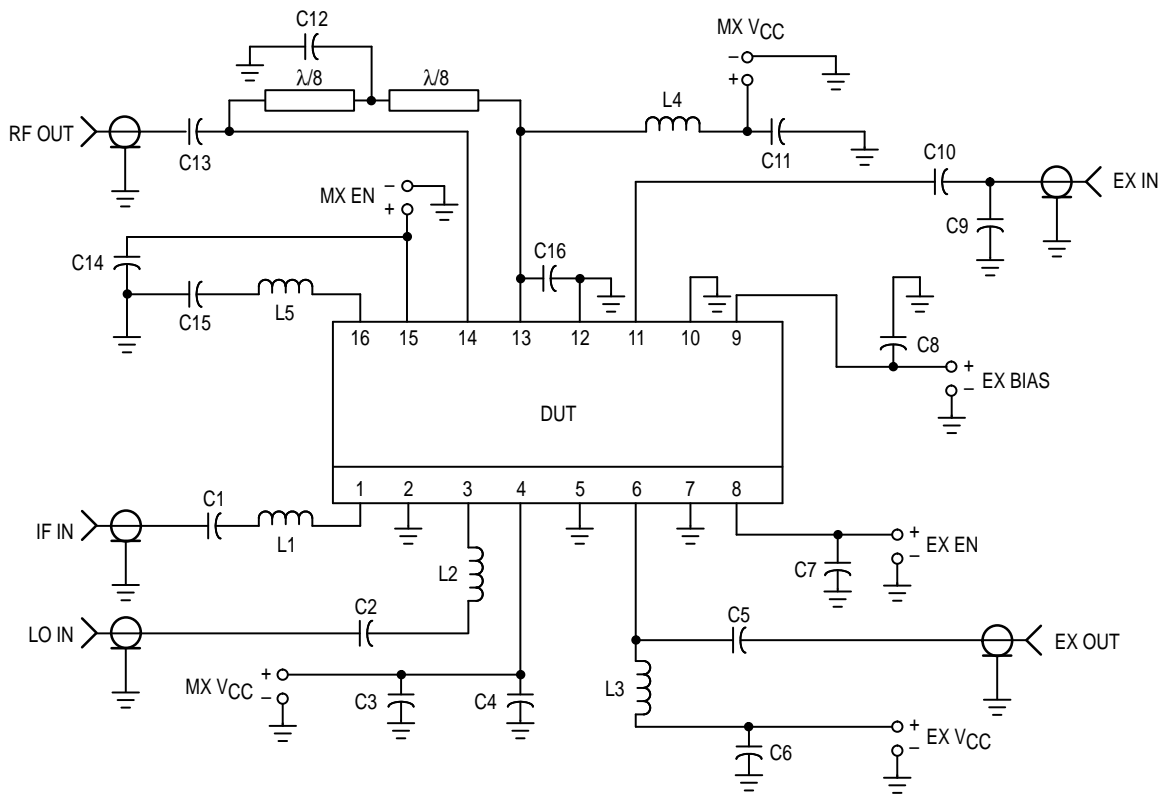 C12
MX VCC
–
+
λ/8
λ/8
L4
RF OUT
C13
C11
C10
EX IN
MX EN
–
+
C9
C14
C16
C15
L5
16 15 14 13 12 11 10 9
C8
+
–
EX BIAS
DUT
1 2 3 4 5 6 7 8
C1
IF IN
L1
+
–
EX EN
C7
L2
C2
C5
LO IN
EX OUT
MX VCC
+
–
L3
C3
C4
+
–
EX VCC
C6